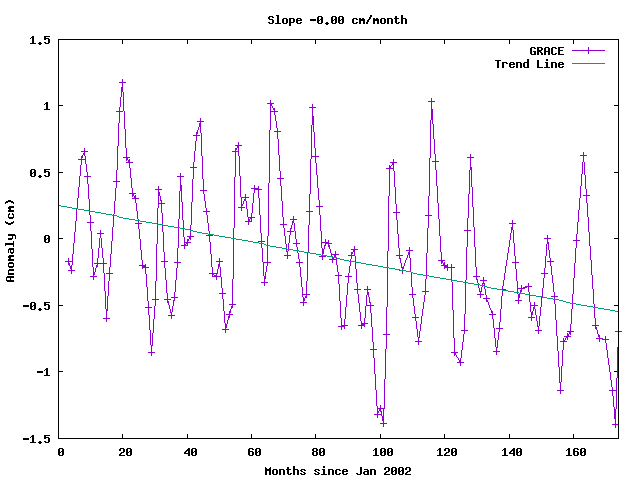 Slope -0.00 cm/month
GRACE
Trend Line
1.5
1
0.5
0
-0.5
-1
-1.5
Anomaly (cm)
0 20 40 60 80 100 120 140 160
Months since Jan 2002